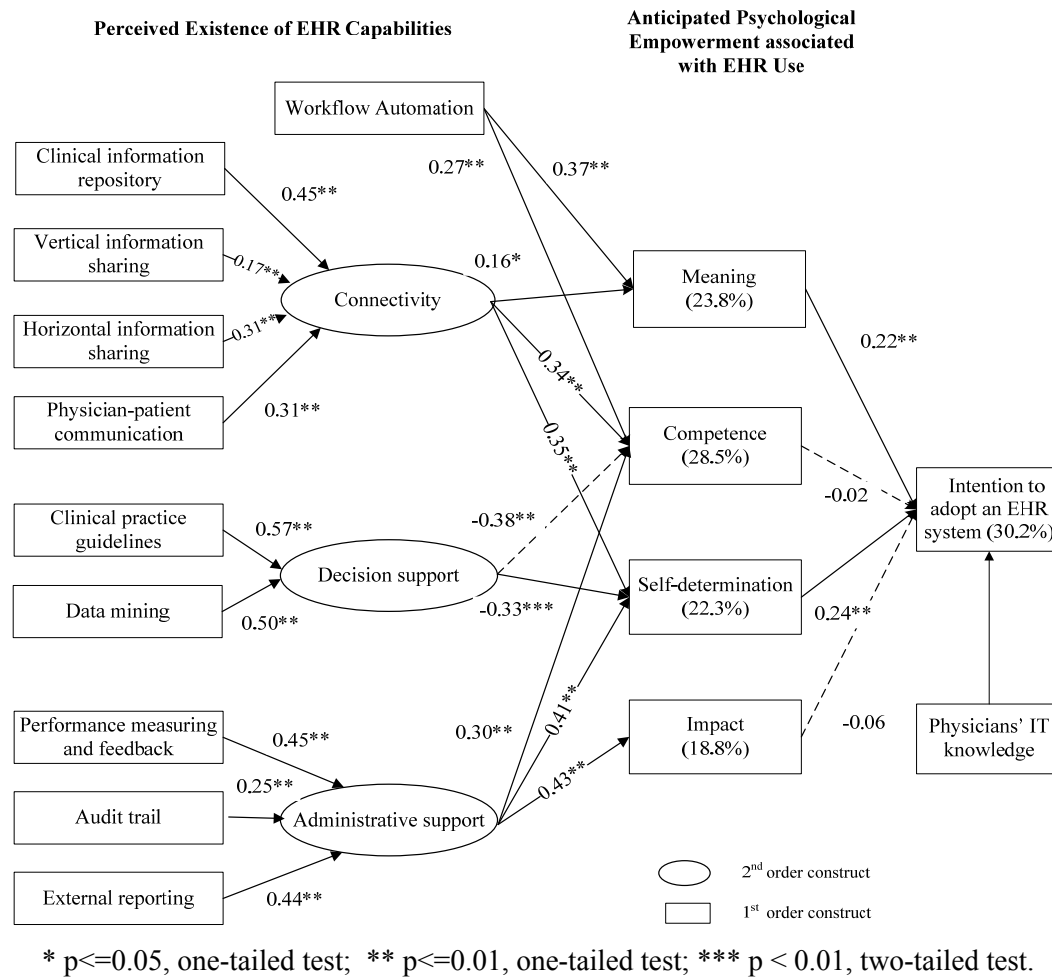 Perceived Existence of EHR Capabilities
Anticipated Psychological
Empowerment associated
with EHR Use
Workflow Automation
Clinical information
repository
0.45**
0.27**
0.37**
Vertical information
sharing
0.17**
0.16*
Meaning
(23.8%)
Connectivity
Horizontal information
sharing
0.31**
0.22**
0.34**
Physician-patient
communication
0.31**
0.35**
Competence
(28.5%)
-0.02
Intention to
adopt an EHR
system (30.2%)
Clinical practice
guidelines
0.57**
-0.38**
Decision support
Self-determination
(22.3%)
Data mining
0.50**
-0.33***
0.24**
Performance measuring
and feedback
0.45**
0.30**
0.41**
Impact
(18.8%)
-0.06
Physicians’ IT
knowledge
0.25**
0.43**
Audit trail
Administrative support
External reporting
0.44**
2nd order construct
1st order construct
* p<=0.05, one-tailed test; ** p<=0.01, one-tailed test; *** p < 0.01, two-tailed test.